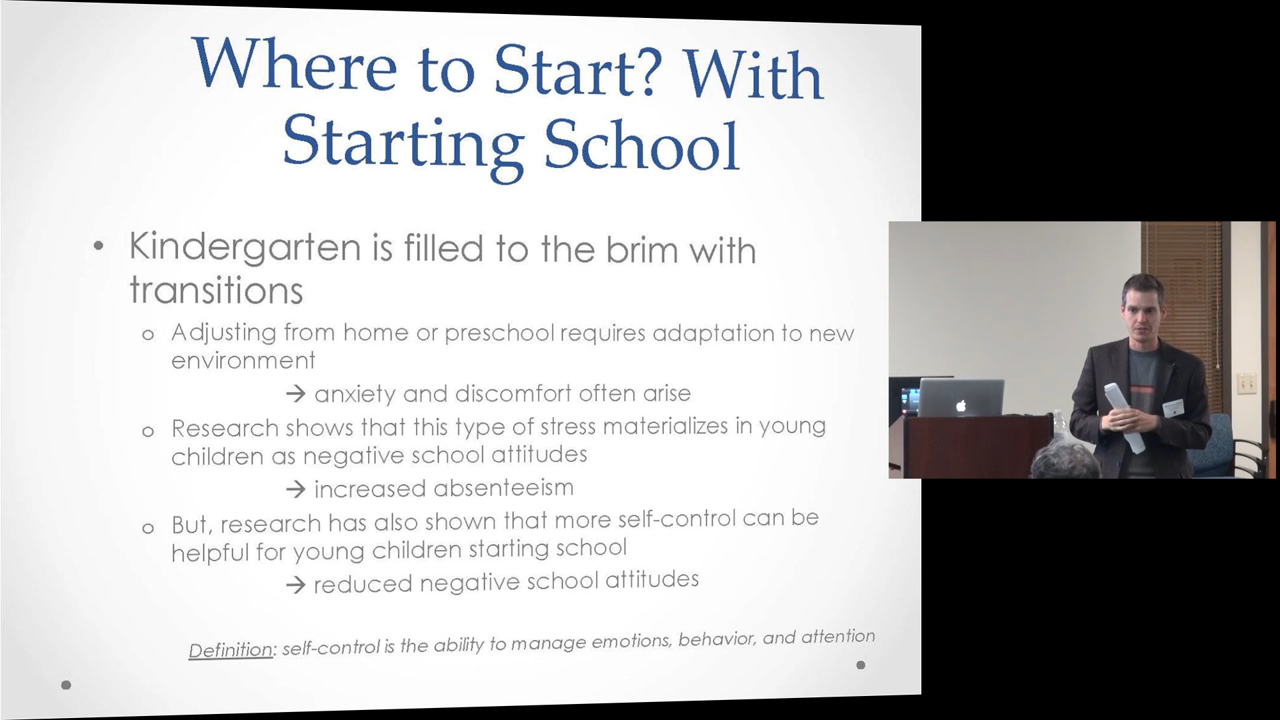 Where to Start? With
Starting School
• Kindergarten is filled to the brim with
transitions
o Adjusting from home or preschool requires adaptation to new
environment
→ anxiety and discomfort often arise
o Research shows that this type of stress materializes in young
children as negative school attitudes
→ increased absenteeism
o But, research has also shown that more self-control can be
helpful for young children starting school
→ reduced negative school attitudes
Definition: self-control is the ability to manage emotions, behavior, and attention